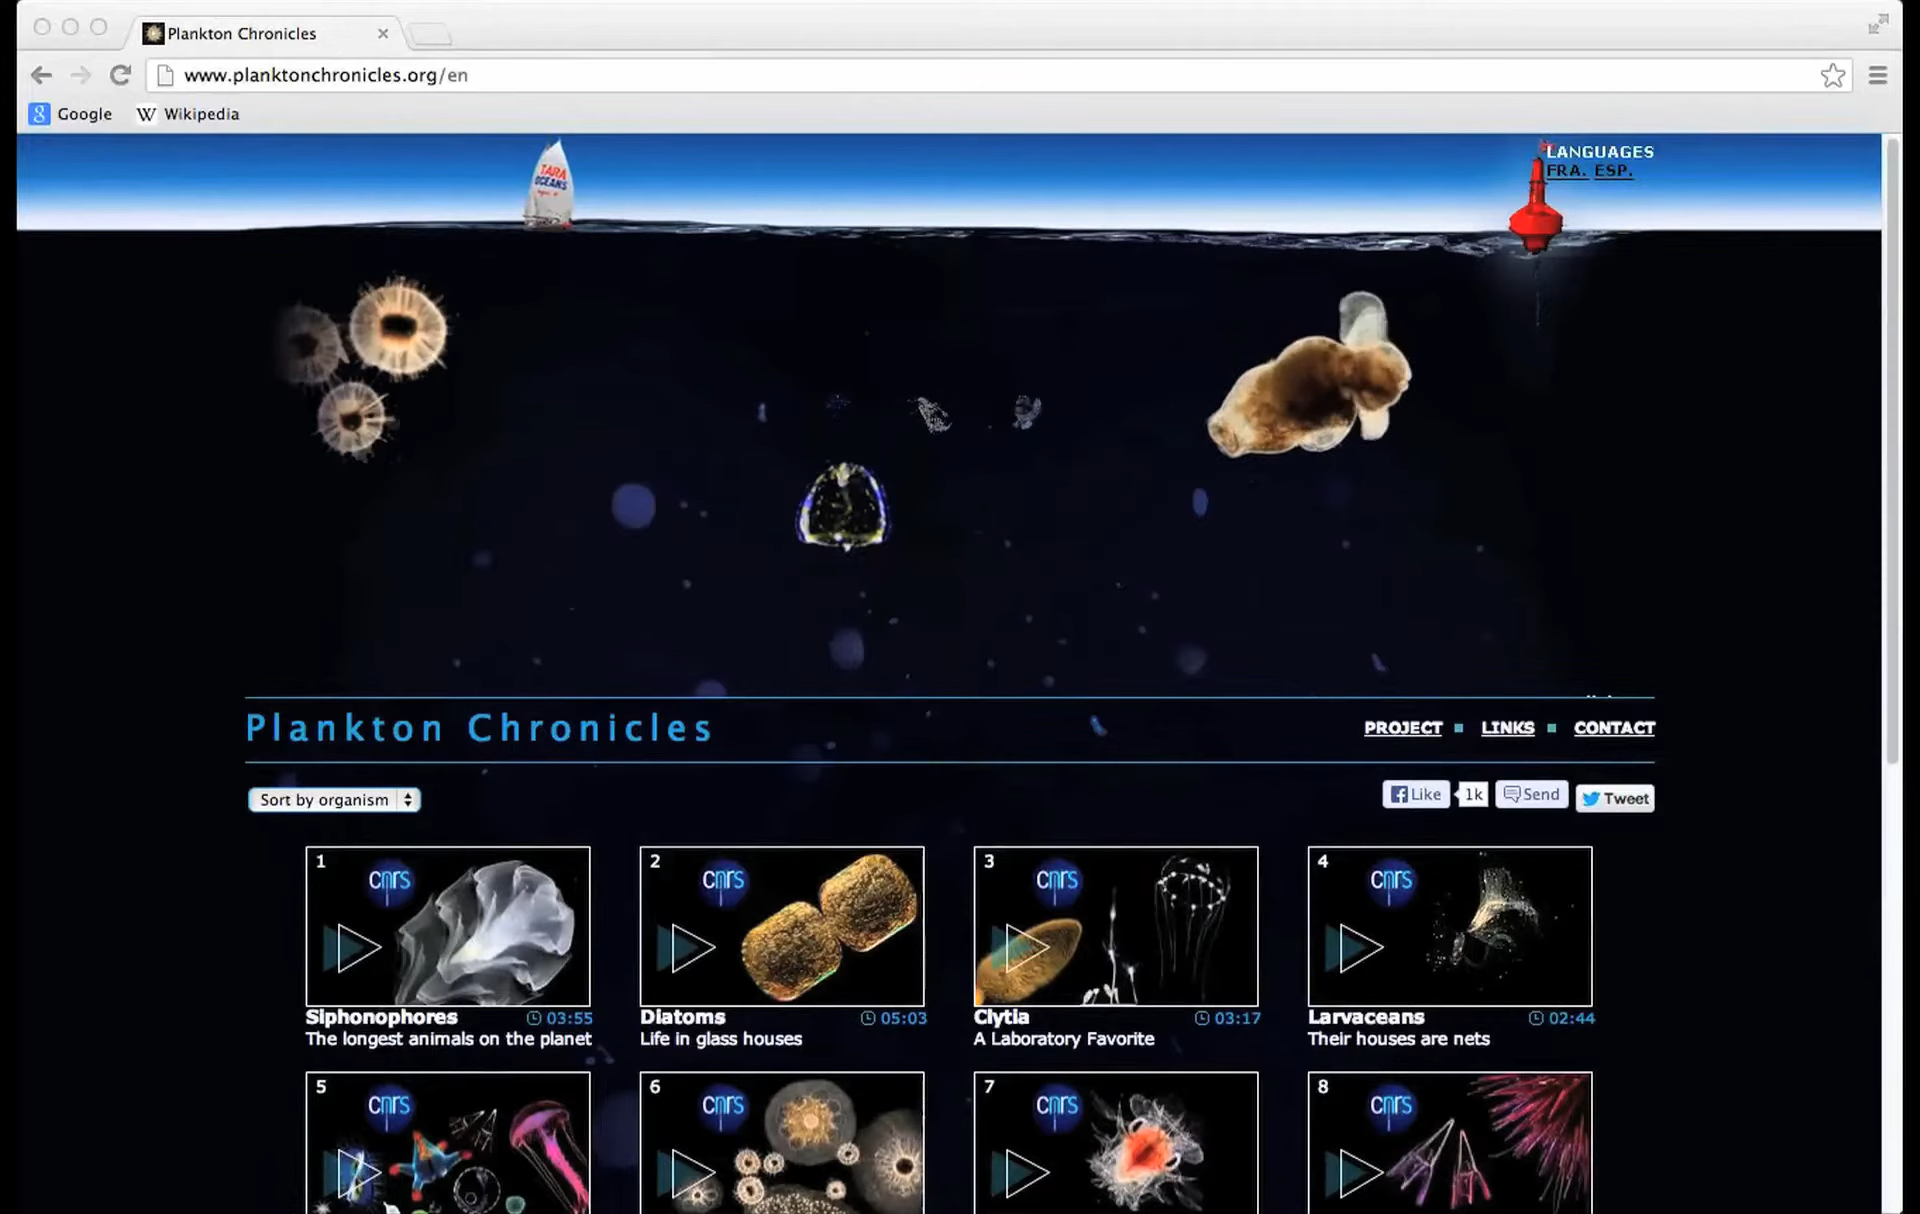 Plankton Chronicles
www.planktonchronicles.org/en
Google
Wikipedia
TARA
OCEANS
LANGUAGES
FRA. ESP.
Plankton Chronicles
PROJECT
LINKS
CONTACT
Sort by organism
Like
1k
Send
Tweet
1
cnrs
Siphonophores 03:55
The longest animals on the planet
2
cnrs
Diatoms 05:03
Life in glass houses
3
cnrs
Clytia 03:17
A Laboratory Favorite
4
cnrs
Larvaceans 02:44
Their houses are nets
5
cnrs
6
cnrs
7
cnrs
8
cnrs